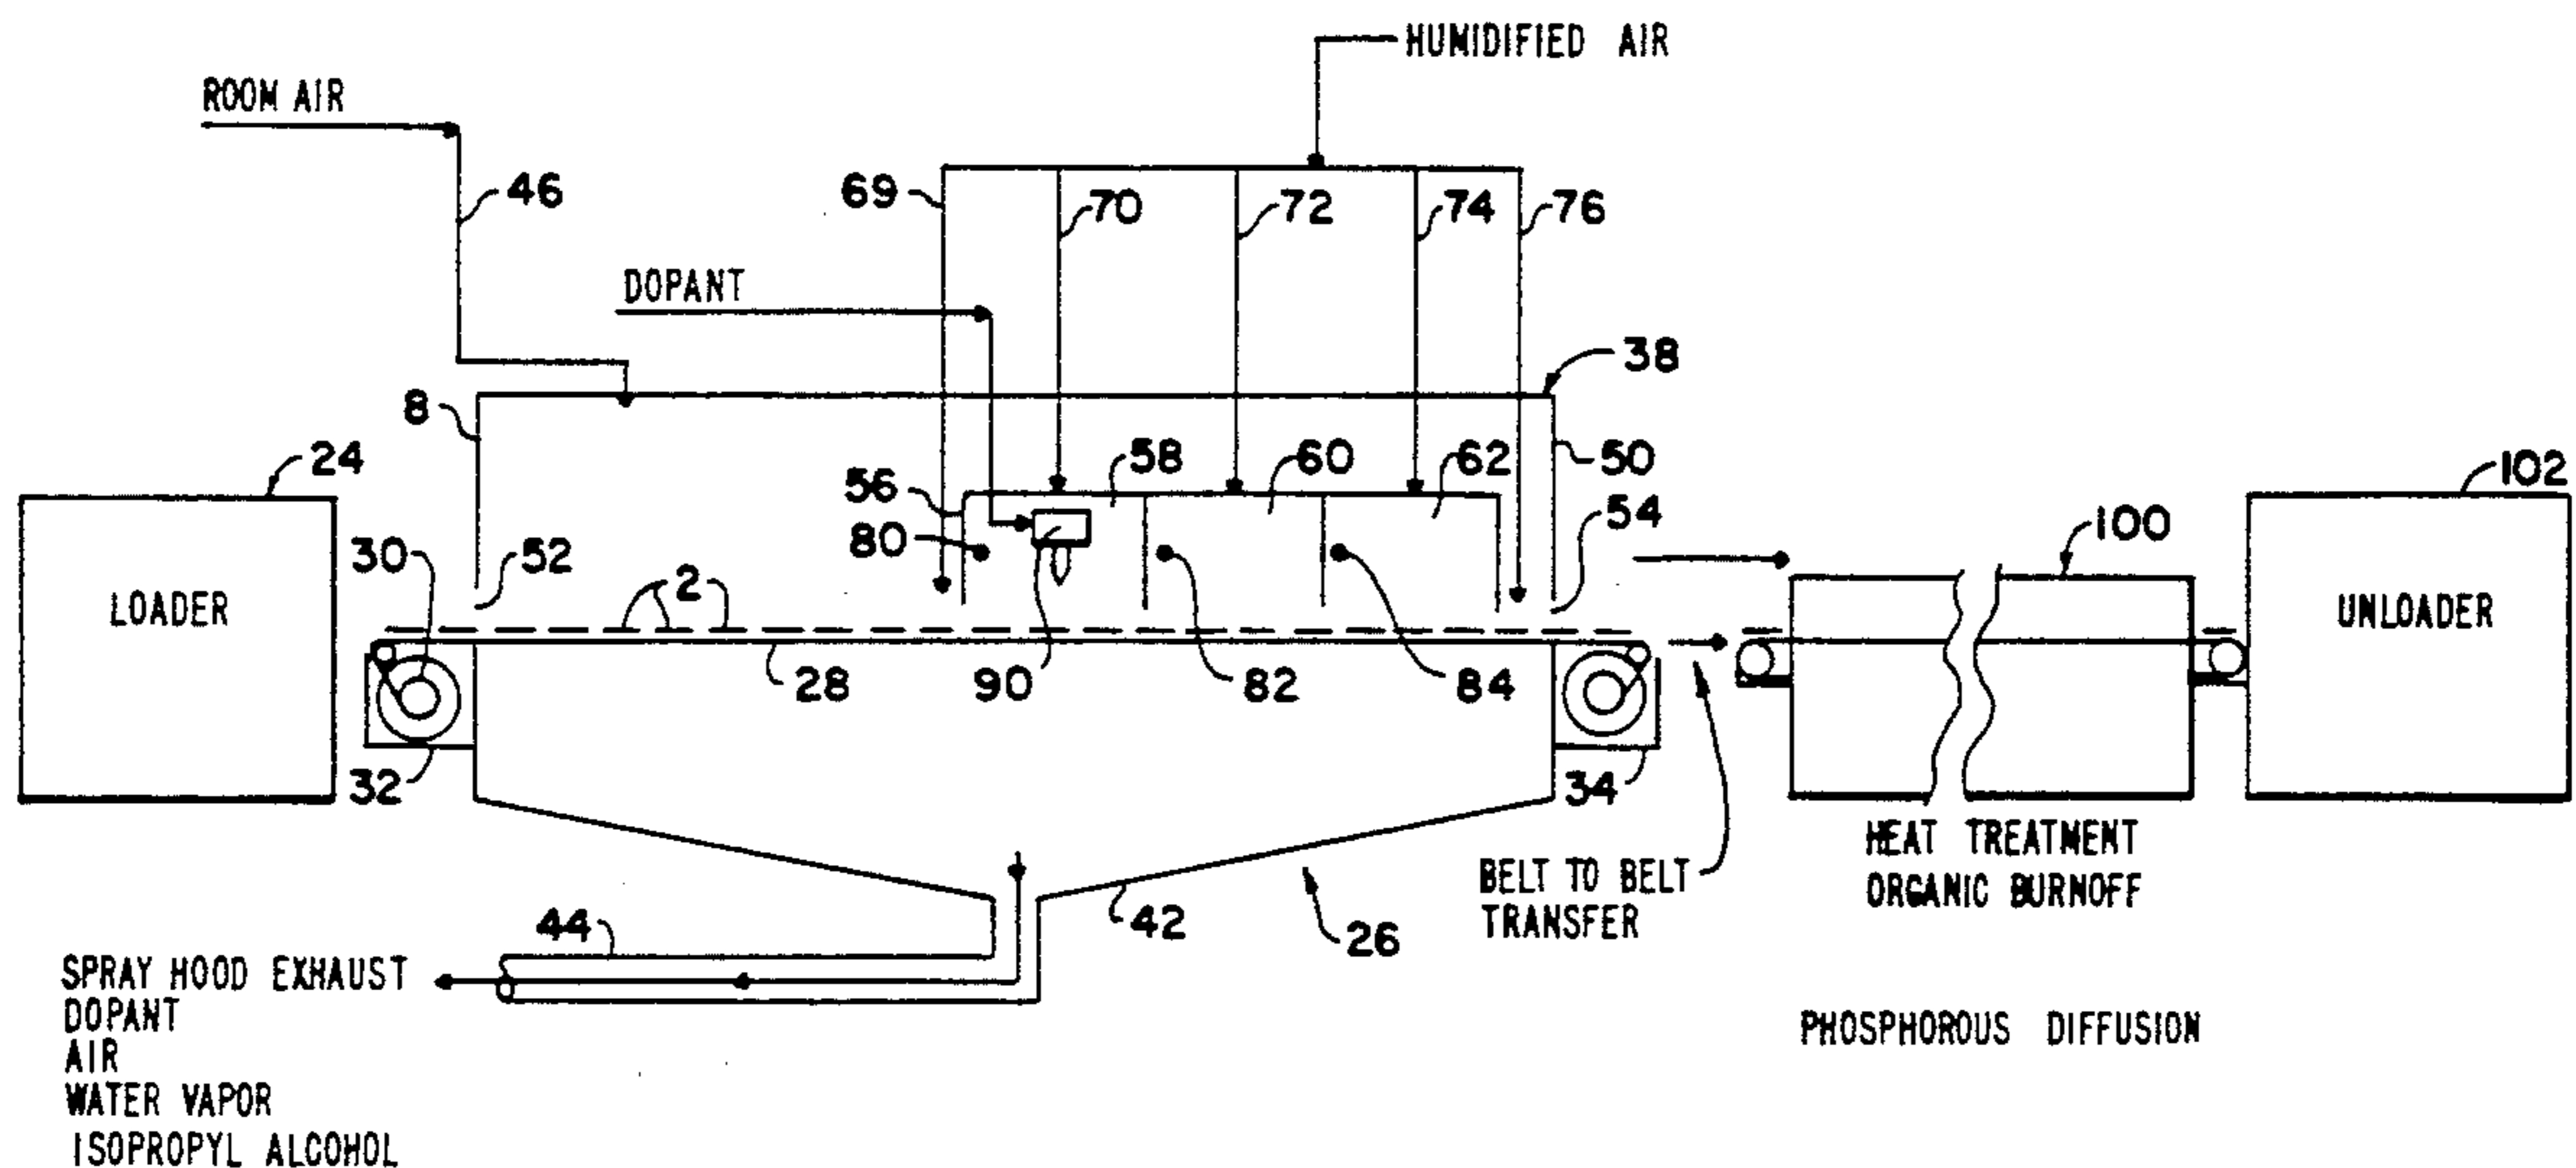 HUMIDIFIED AIR
ROOM AIR
46
69
70
72
74
76
DOPANT
38
8
24
56
58
60
62
50
102
54
80
100
30
52
2
LOADER
UNLOADER
28
90
82
84
32
34
HEAT TREATMENT
ORGANIC BURNOFF
BELT TO BELT
TRANSFER
42
44
26
SPRAY HOOD EXHAUST
DOPANT
AIR
WATER VAPOR
ISOPROPYL ALCOHOL
PHOSPHOROUS DIFFUSION